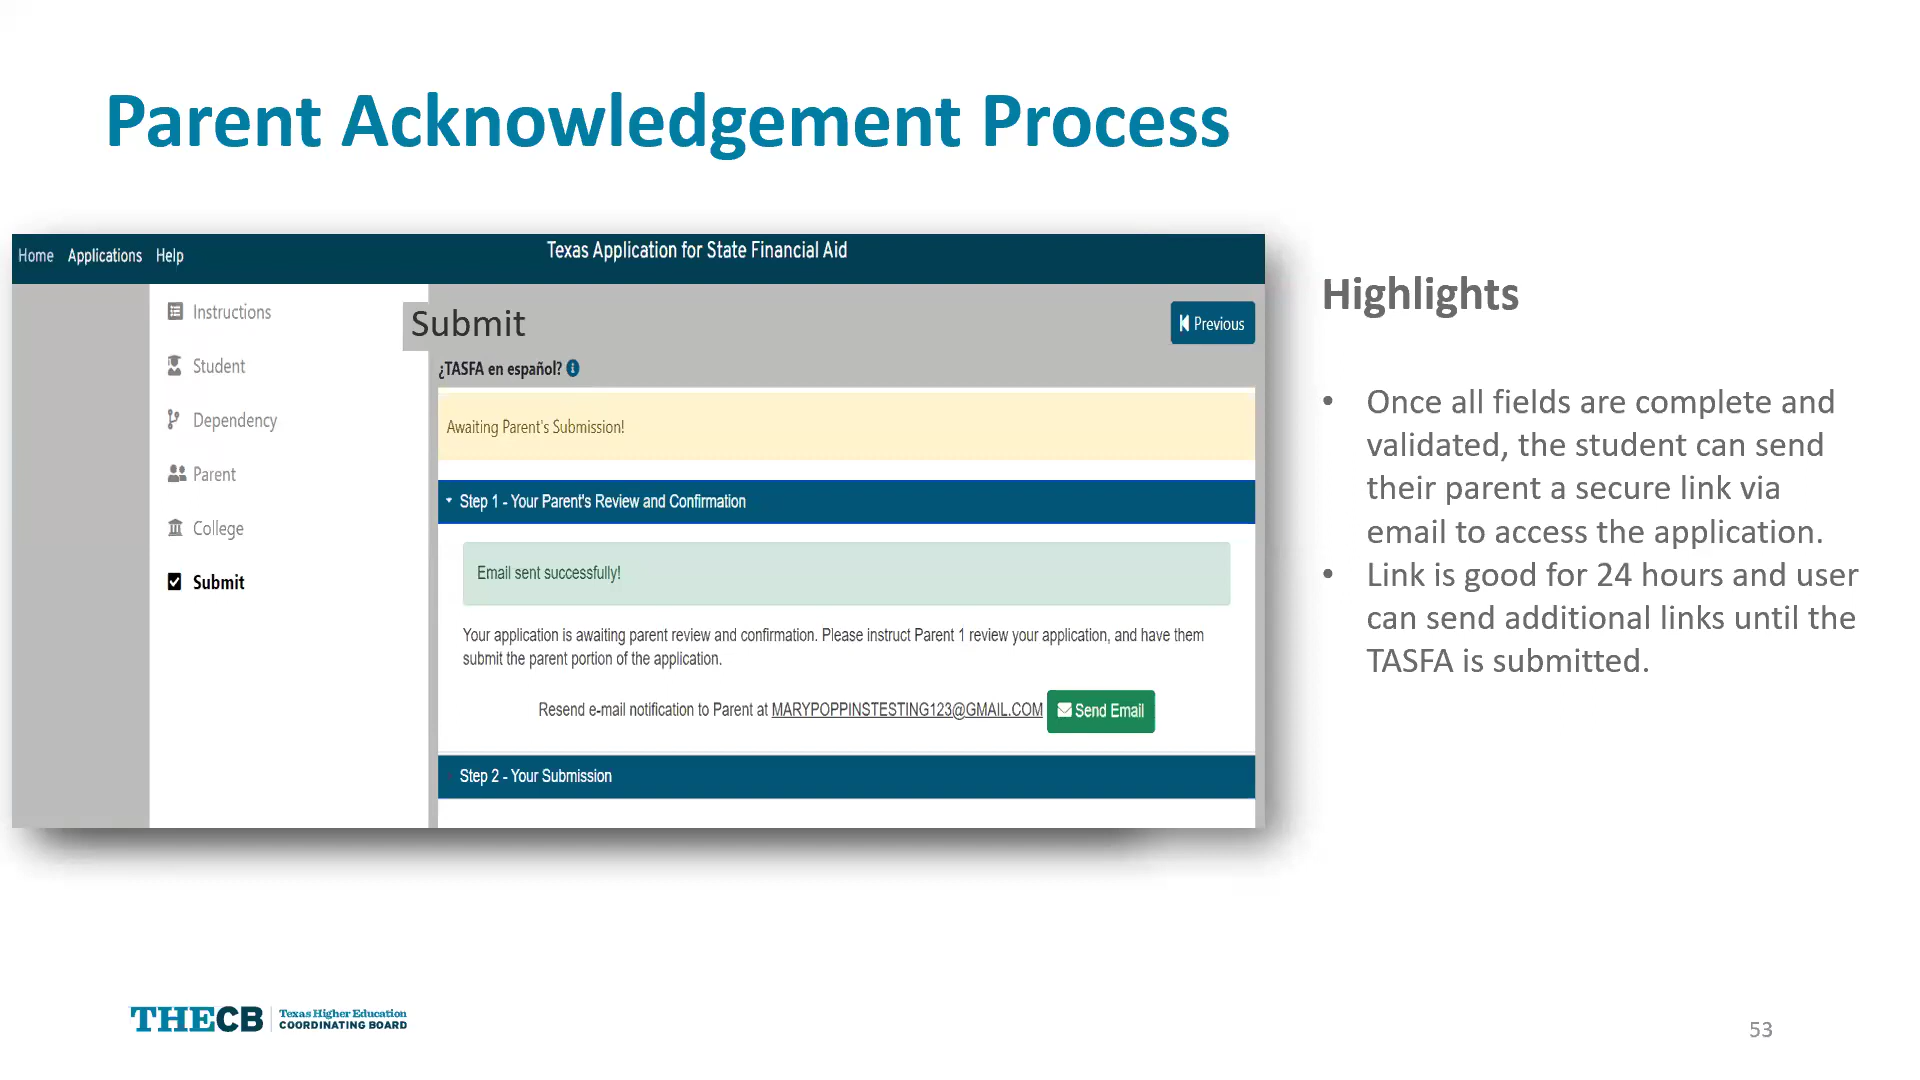 Parent Acknowledgement Process
Home Applications Help
Texas Application for State Financial Aid
Instructions
Student
Dependency
Parent
College
Submit
Submit
Previous
¿TASFA en español?
Awaiting Parent's Submission!
Step 1 - Your Parent's Review and Confirmation
Email sent successfully!
Your application is awaiting parent review and confirmation. Please instruct Parent 1 review your application, and have them
submit the parent portion of the application.
Resend e-mail notification to Parent at MARYPOPPINSTESTING123@GMAIL.COM Send Email
Step 2 - Your Submission
Highlights
• Once all fields are complete and
validated, the student can send
their parent a secure link via
email to access the application.
• Link is good for 24 hours and user
can send additional links until the
TASFA is submitted.
THECB
Texas Higher Education
COORDINATING BOARD
53